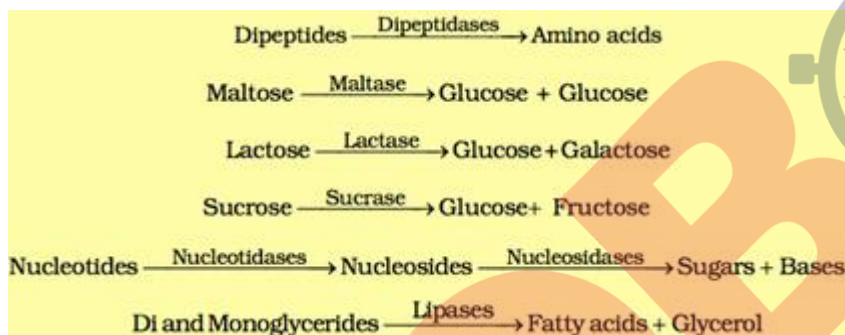 Dipeptides Dipeptidases → Amino acids
Maltose Maltase → Glucose + Glucose
Lactose Lactase → Glucose + Galactose
Sucrose Sucrase → Glucose+ Fructose
Nucleotides Nucleotidases → Nucleosides Nucleosidases → Sugars + Bases
Di and Monoglycerides Lipases → Fatty acids + Glycerol